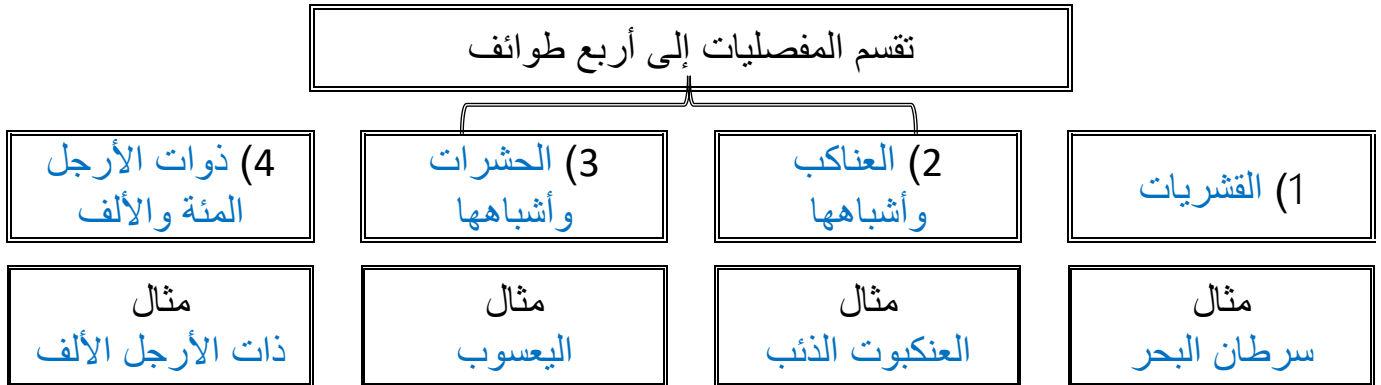 تقسم المفصليات إلى أربع طوائف
1) القشريات
2) العناكب
وأشباهها
3) الحشرات
وأشباهها
4) ذوات الأرجل
المئة والألف
مثال
سرطان البحر
مثال
العنكبوت الذئب
مثال
اليعسوب
مثال
ذات الأرجل الألف